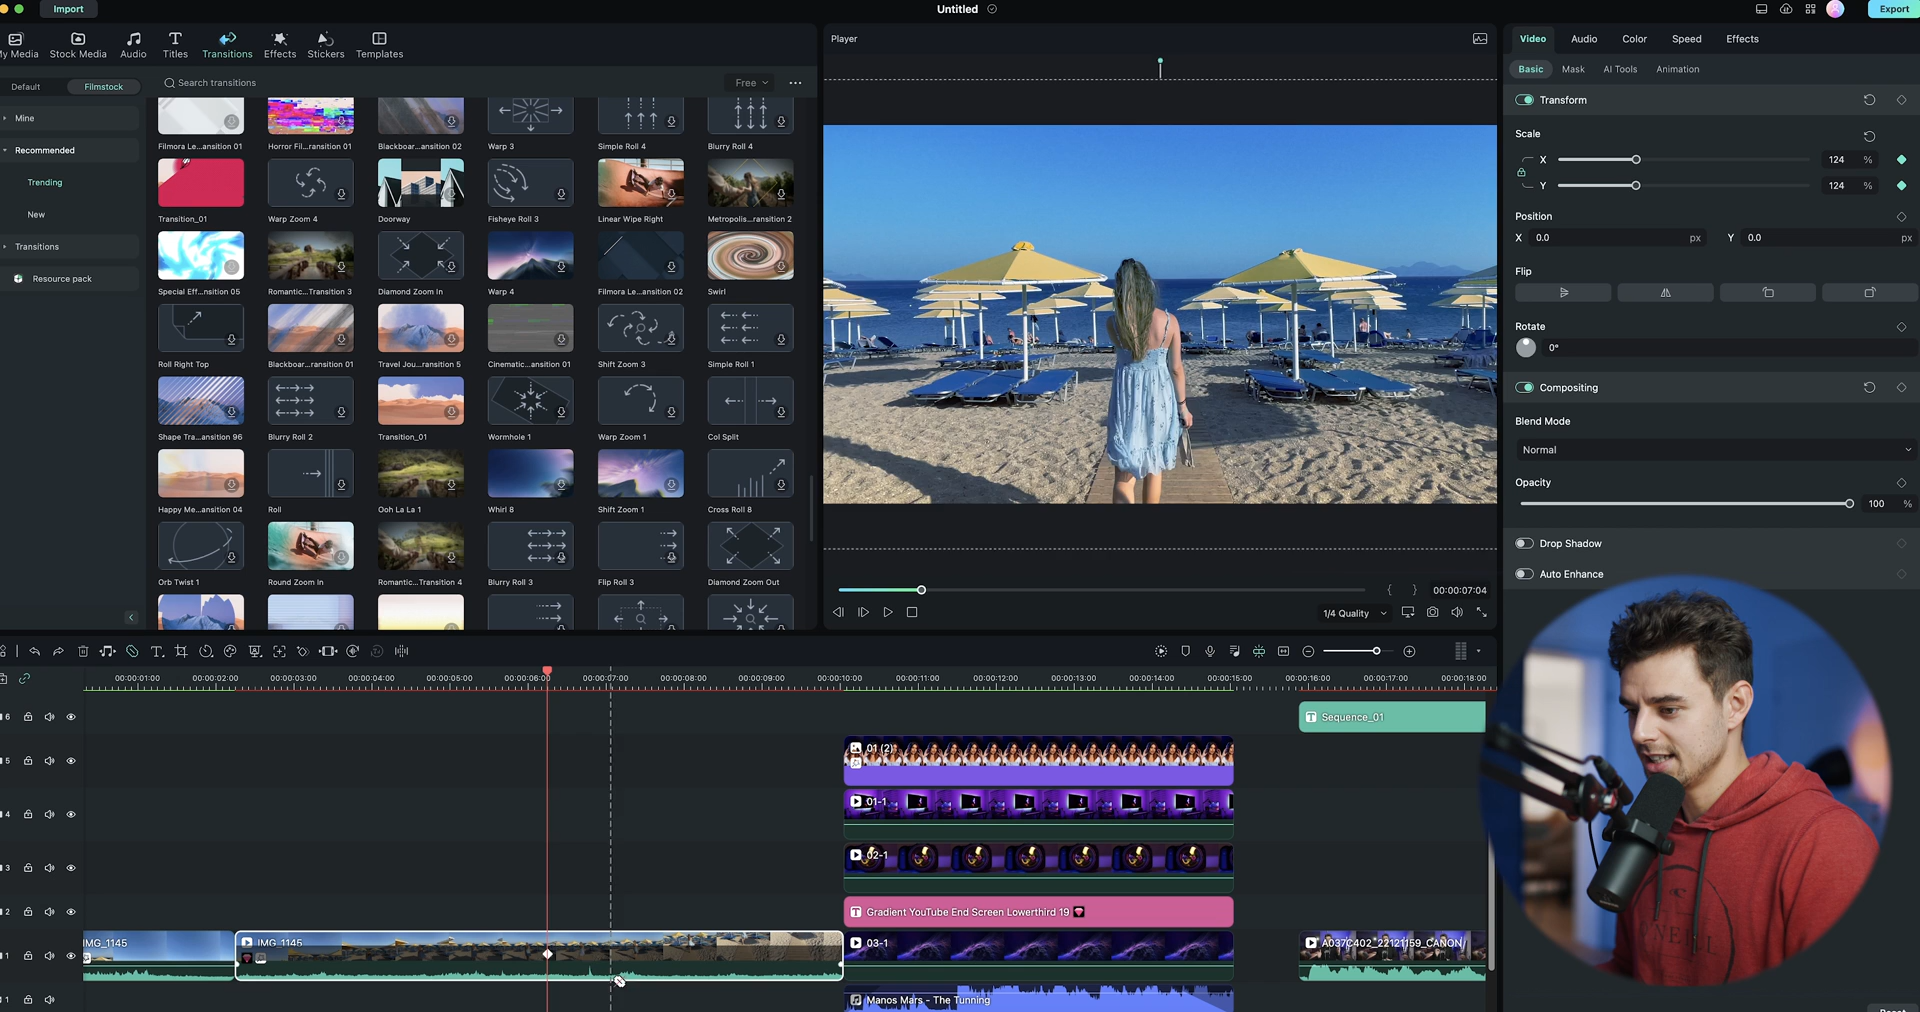 Import
Untitled
Export
My Media
Stock Media
Audio
Titles
Transitions
Effects
Stickers
Templates
Default
Filmstock
Search transitions
Free
Mine
Recommended
Trending
New
Transitions
Resource pack
Filmora Le...ansition 01
Horror Fil...ransition 01
Blackboar...ansition 02
Warp 3
Simple Roll 4
Blurry Roll 4
Transition_01
Warp Zoom 4
Doorway
Fisheye Roll 3
Linear Wipe Right
Metropolis...ransition 2
Special Eff...nsition 05
Romantic...Transition 3
Diamond Zoom In
Warp 4
Filmora Le...ansition 02
Swirl
Roll Right Top
Blackboar...ansition 01
Travel Jou...ransition 5
Cinematic...ansition 01
Shift Zoom 3
Simple Roll 1
Shape Tra...ansition 96
Blurry Roll 2
Transition_01
Wormhole 1
Warp Zoom 1
Col Split
Happy Me...ansition 04
Roll
Ooh La La 1
Whirl 8
Shift Zoom 1
Cross Roll 8
Orb Twist 1
Round Zoom In
Romantic...Transition 4
Blurry Roll 3
Flip Roll 3
Diamond Zoom Out
Player
00:00:07:04
1/4 Quality
Video
Audio
Color
Speed
Effects
Basic
Mask
AI Tools
Animation
Transform
Scale
X 124 %
Y 124 %
Position
X 0.0 px Y 0.0 px
Flip
Rotate
0°
Compositing
Blend Mode
Normal
Opacity
100 %
Drop Shadow
Auto Enhance
00:00:01:00 00:00:02:00 00:00:03:00 00:00:04:00 00:00:05:00 00:00:06:00 00:00:07:00 00:00:08:00 00:00:09:00 00:00:10:00 00:00:11:00 00:00:12:00 00:00:13:00 00:00:14:00 00:00:15:00 00:00:16:00 00:00:17:00 00:00:18:00
6
Sequence_01
5
01 (2)
4
01-1
3
02-1
2
Gradient YouTube End Screen Lowerthird 19
1
IMG_1145
IMG_1145
03-1
A037C402_22121159_CANON
1
Manos Mars - The Tunning